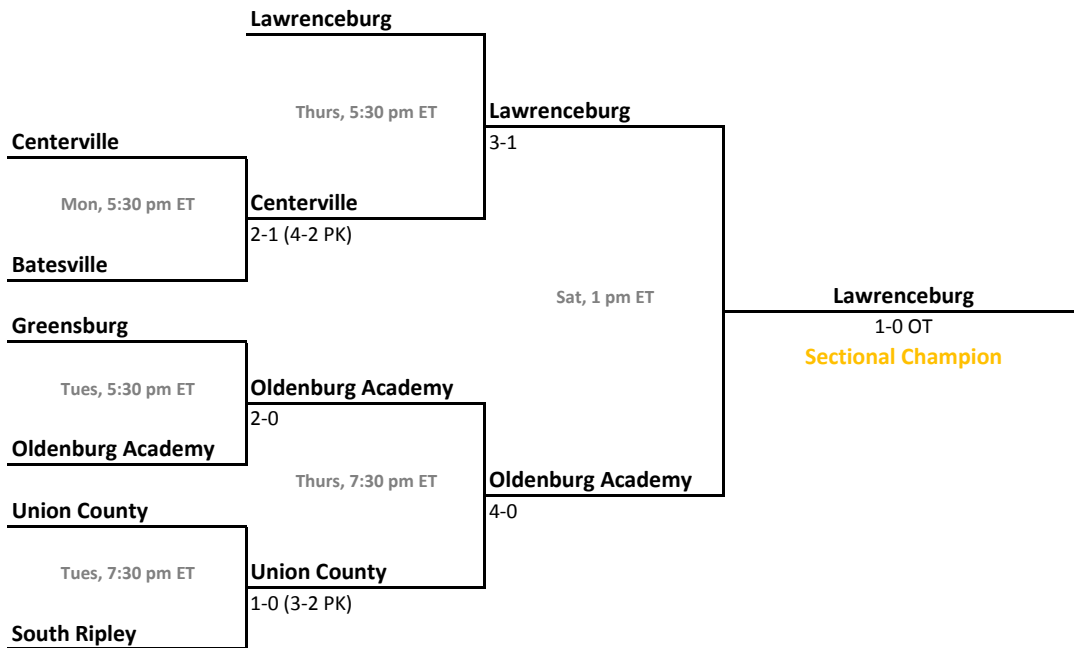 Lawrenceburg
Thurs, 5:30 pm ET
Lawrenceburg
3-1
Centerville
Mon, 5:30 pm ET
Centerville
2-1 (4-2 PK)
Batesville
Sat, 1 pm ET
Lawrenceburg
1-0 OT
Sectional Champion
Greensburg
Tues, 5:30 pm ET
Oldenburg Academy
2-0
Oldenburg Academy
Thurs, 7:30 pm ET
Oldenburg Academy
4-0
Union County
Tues, 7:30 pm ET
Union County
1-0 (3-2 PK)
South Ripley